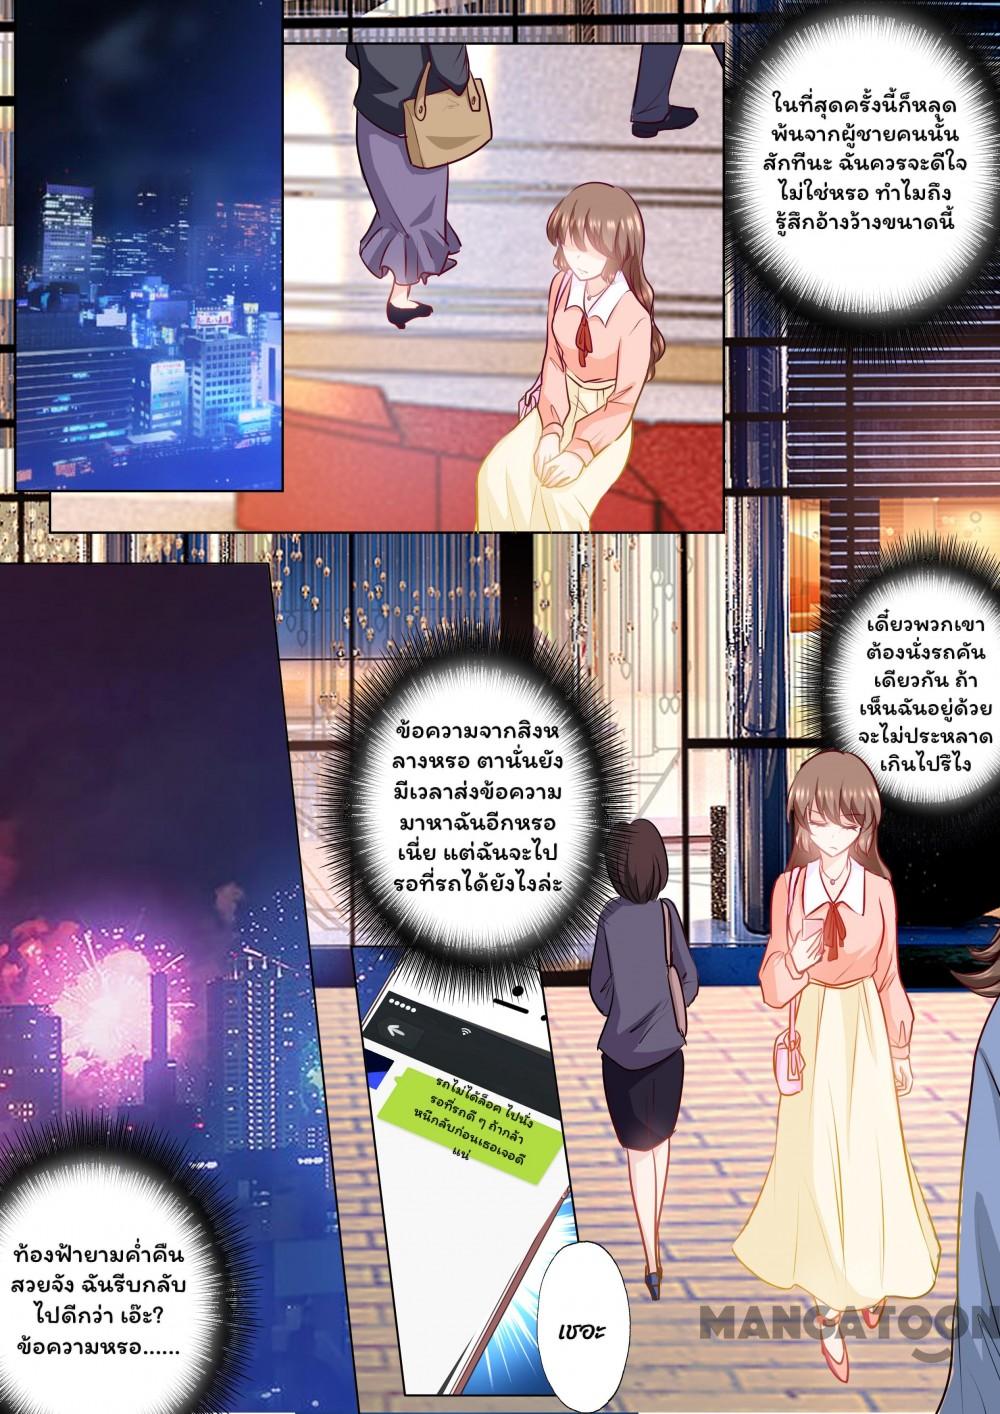 ในที่สุดครั้งนี้ก็หลุด
พ้นจากผู้ชายคนนั้น
สักทีนะ ฉันควรจะดีใจ
ไม่ใช่หรอ ทำไมถึง
รู้สึกอ้างว้างขนาดนี้
ท้องฟ้ายามค่ำคืน
สวยจัง ฉันรีบกลับ
ไปดีกว่า เอ๊ะ?
ข้อความหรอ......
รถไม่ได้ล็อค ไปนั่ง
รอที่รถดี ๆ ถ้ากล้า
หนีกลับก่อนเธอเจอดี
แน่
ข้อความจากสิงห
ลางหรอ ตานั่นยัง
มีเวลาส่งข้อความ
มาหาฉันอีกหรอ
เนี่ย แต่ฉันจะไป
รอที่รถได้ยังไงล่ะ
เดี๋ยวพวกเขา
ต้องนั่งรถคัน
เดียวกัน ถ้า
เห็นฉันอยู่ด้วย
จะไม่ประหลาด
เกินไปรึไง
เชอะ
MANGATOON